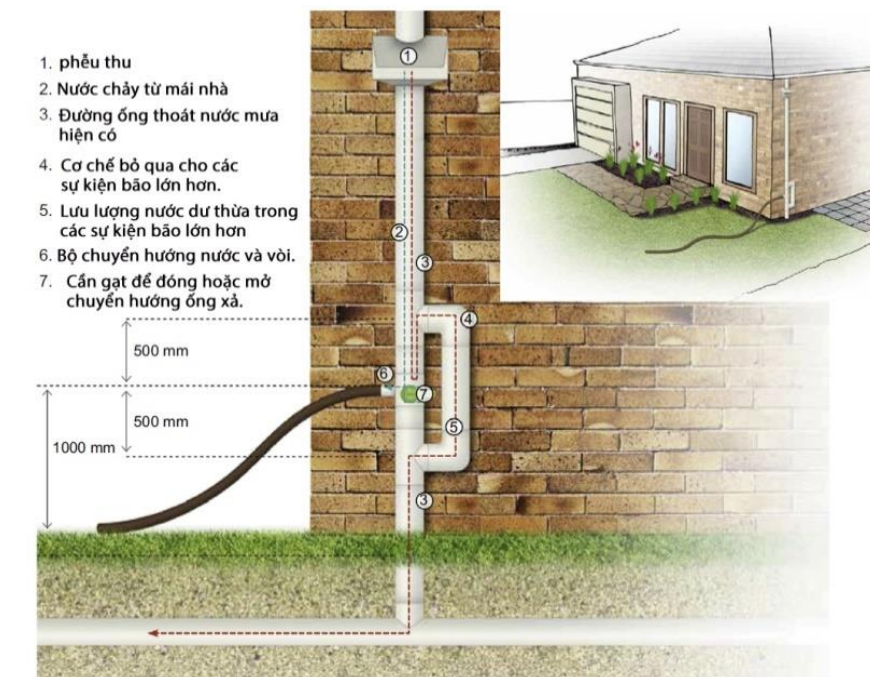 1. phễu thu
2. Nước chảy từ mái nhà
3. Đường ống thoát nước mưa
hiện có
4. Cơ chế bỏ qua cho các
sự kiện bão lớn hơn.
5. Lưu lượng nước dư thừa trong
các sự kiện bão lớn hơn
6. Bộ chuyển hướng nước và vòi.
7. Cần gạt để đóng hoặc mở
chuyển hướng ống xả.
1
2
3
4
500 mm
6
7
500 mm
5
1000 mm
3